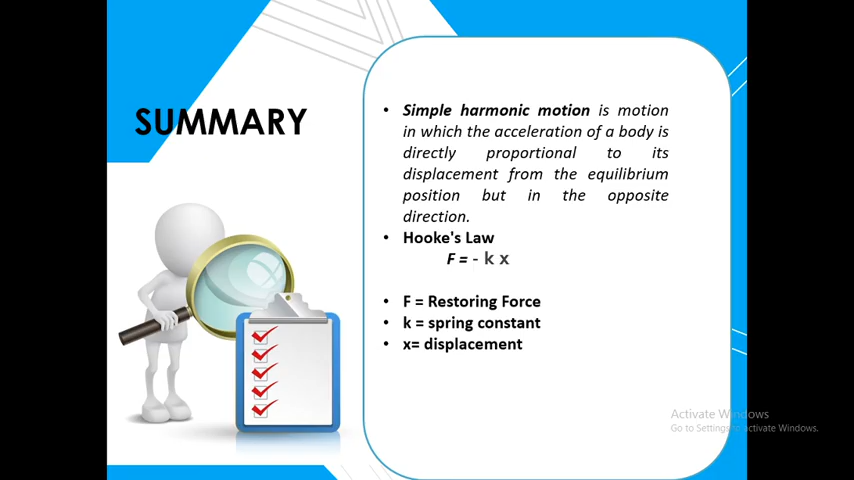 SUMMARY
• Simple harmonic motion is motion
in which the acceleration of a body is
directly proportional to its
displacement from the equilibrium
position but in the opposite
direction.
• Hooke's Law
F = - k x
• F = Restoring Force
• k = spring constant
• x= displacement
Activate Windows
Go to Settings to activate Windows.